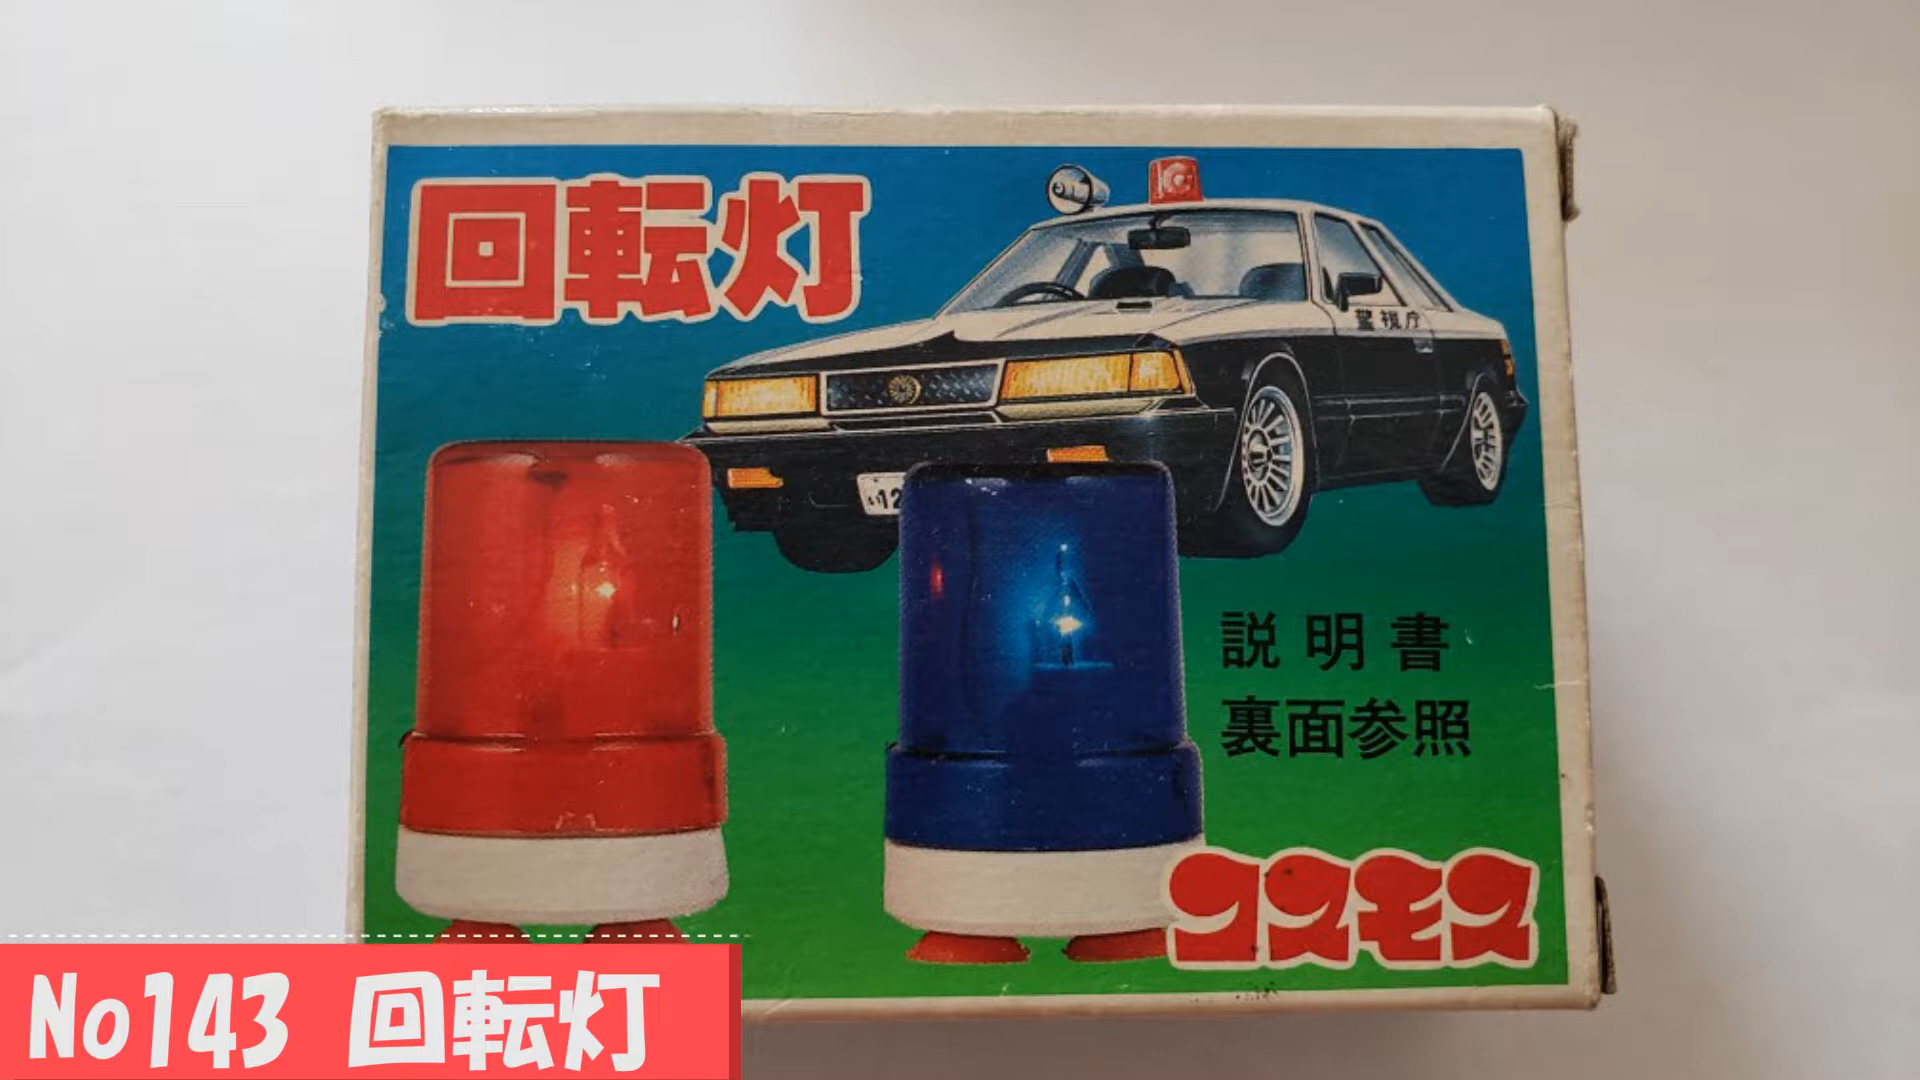 回転灯
警視庁
説明書
裏面参照
コスモス
No143 回転灯